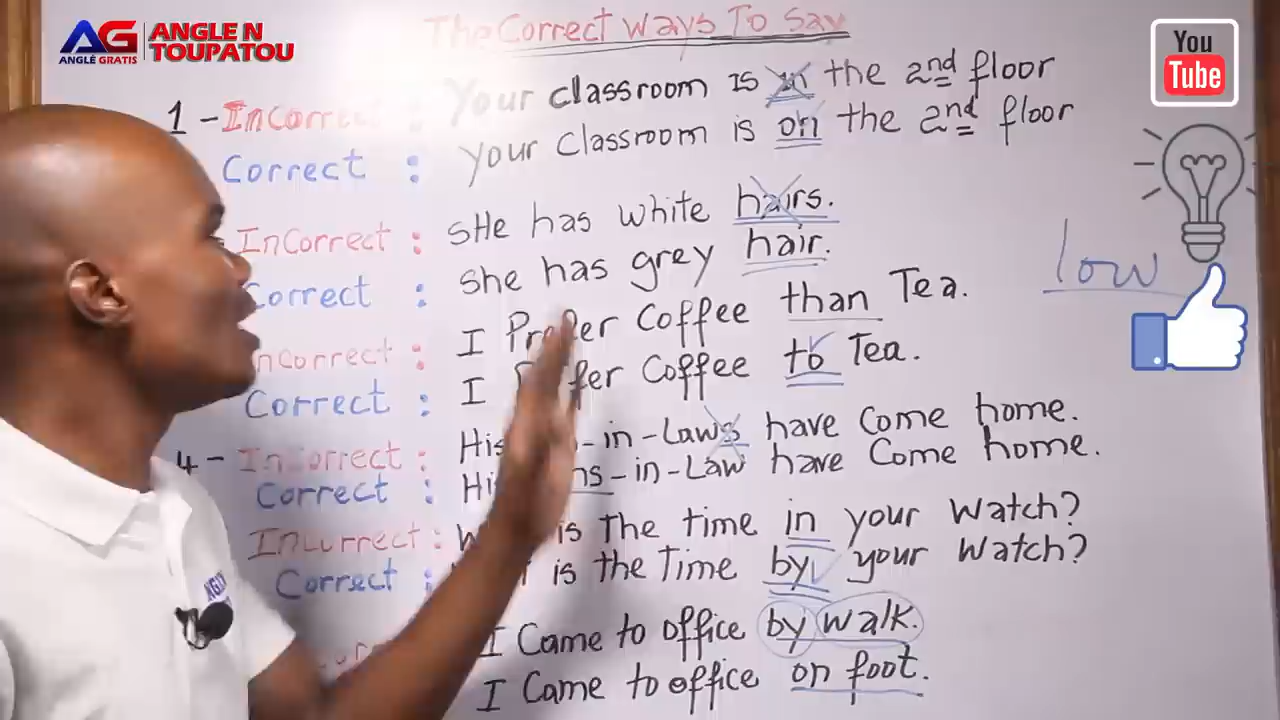 AG
ANGLÈ GRATIS
ANGLE N
TOUPATOU
The Correct Ways To Say
You
Tube
1 - InCorrect : Your classroom is in the 2nd floor
Correct : Your Classroom is on the 2nd floor
InCorrect : SHe has white hairs.
Correct : She has grey hair.
ncorrect : I Prefer Coffee than Tea.
Correct : I fer Coffee to Tea.
low
4 - Incorrect : His -in-Laws have Come home.
Correct : ns-in-Law have Come home.
Incurrect : is The time in your Watch?
Correct : is the Time by your Watch?
I Came to office by walk.
I Came to office on foot.